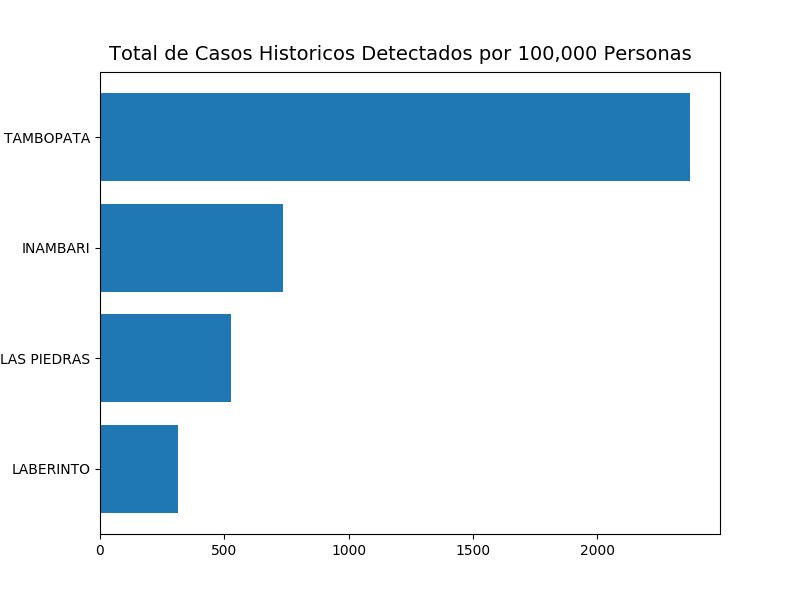 Total de Casos Historicos Detectados por 100,000 Personas
TAMBOPATA
INAMBARI
LAS PIEDRAS
LABERINTO
0 500 1000 1500 2000